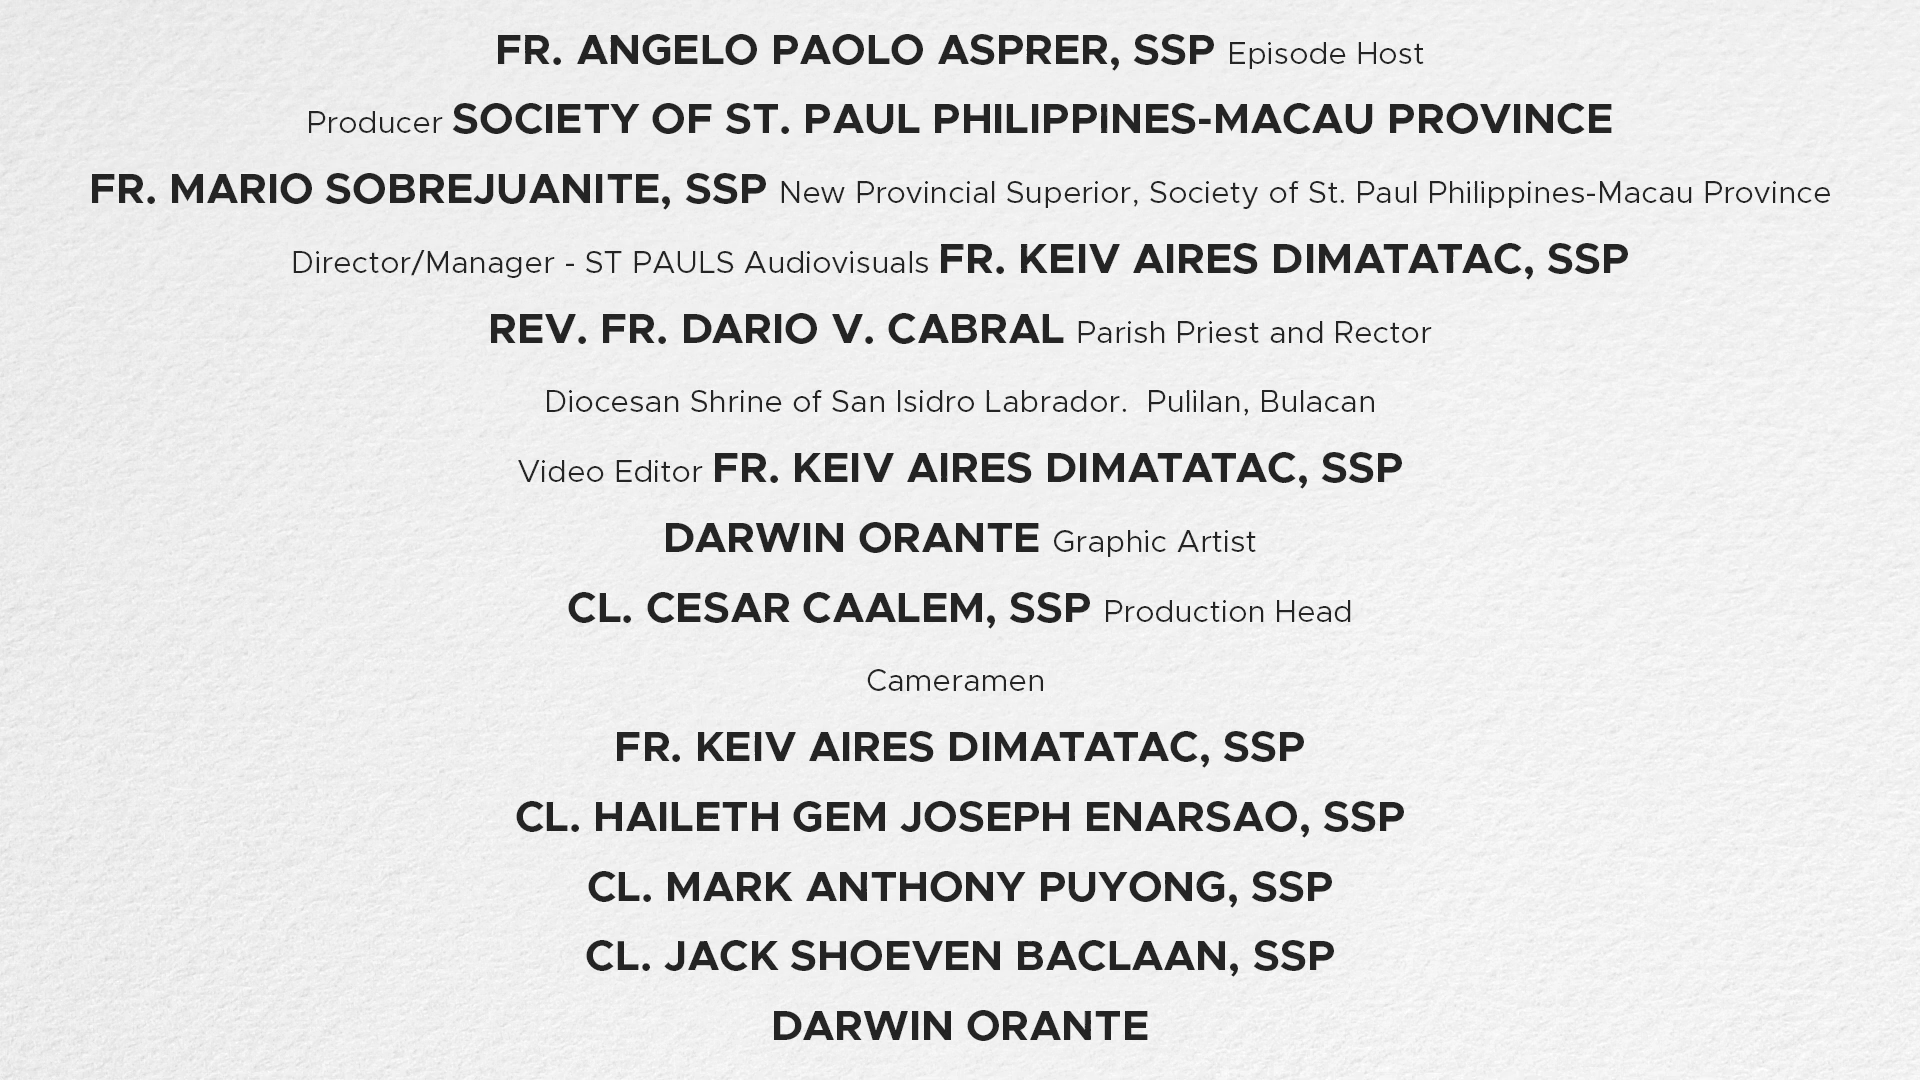 FR. ANGELO PAOLO ASPRER, SSP Episode Host
Producer SOCIETY OF ST. PAUL PHILIPPINES-MACAU PROVINCE
FR. MARIO SOBREJUANITE, SSP New Provincial Superior, Society of St. Paul Philippines-Macau Province
Director/Manager - ST PAULS Audiovisuals FR. KEIV AIRES DIMATATAC, SSP
REV. FR. DARIO V. CABRAL Parish Priest and Rector
Diocesan Shrine of San Isidro Labrador.  Pulilan, Bulacan
Video Editor FR. KEIV AIRES DIMATATAC, SSP
DARWIN ORANTE Graphic Artist
CL. CESAR CAALEM, SSP Production Head
Cameramen
FR. KEIV AIRES DIMATATAC, SSP
CL. HAILETH GEM JOSEPH ENARSAO, SSP
CL. MARK ANTHONY PUYONG, SSP
CL. JACK SHOEVEN BACLAAN, SSP
DARWIN ORANTE